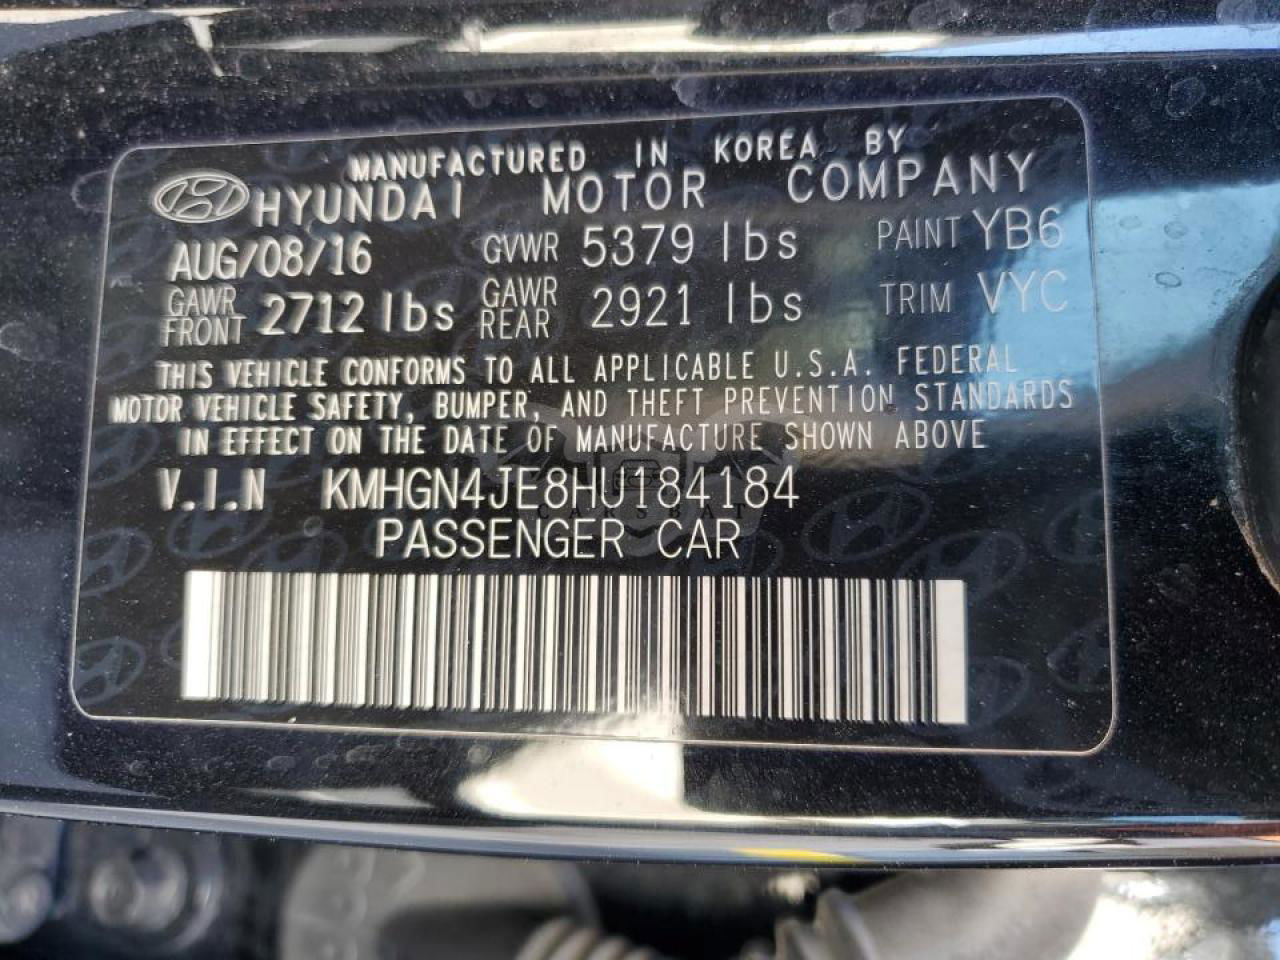 MANUFACTURED IN KOREA BY
HYUNDAI MOTOR COMPANY
AUG/08/16 GVWR 5379 lbs PAINT YB6
GAWR FRONT 2712 lbs GAWR REAR 2921 lbs TRIM VYC
THIS VEHICLE CONFORMS TO ALL APPLICABLE U.S.A. FEDERAL
MOTOR VEHICLE SAFETY, BUMPER, AND THEFT PREVENTION STANDARDS
IN EFFECT ON THE DATE OF MANUFACTURE SHOWN ABOVE
V.I.N KMHGN4JE8HU184184
CARSBAT
PASSENGER CAR